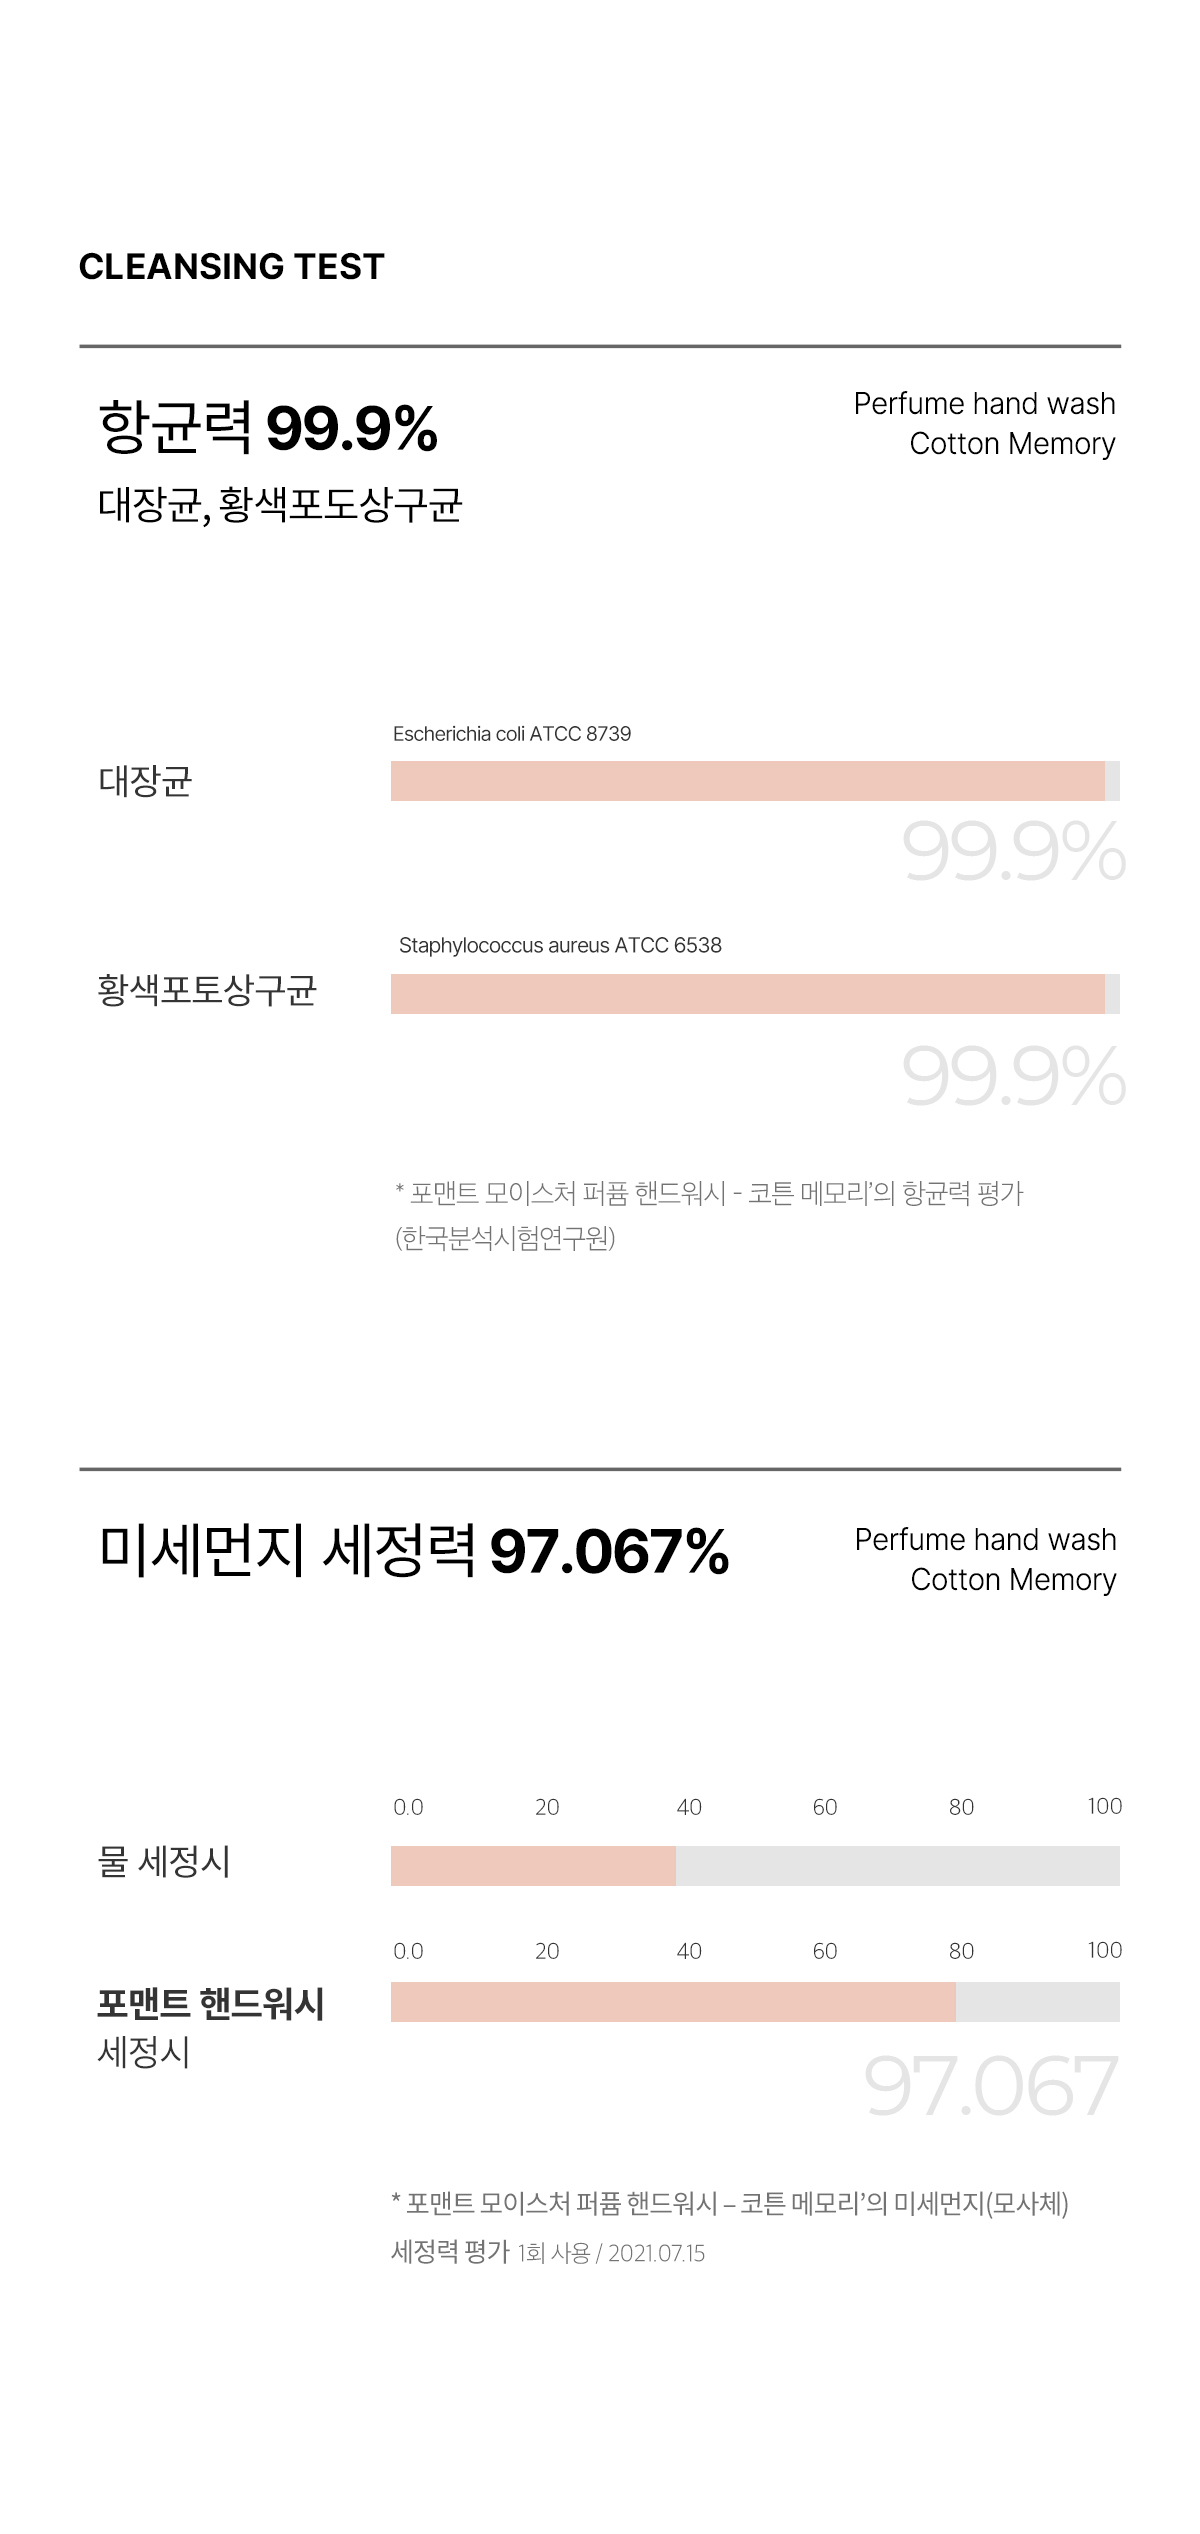 CLEANSING TEST
항균력 99.9%
Perfume hand wash
Cotton Memory
대장균, 황색포도상구균
Escherichia coli ATCC 8739
대장균
99.9%
Staphylococcus aureus ATCC 6538
황색포토상구균
99.9%
* 포맨트 모이스처 퍼퓸 핸드워시 - 코튼 메모리’의 항균력 평가
(한국분석시험연구원)
미세먼지 세정력 97.067%
Perfume hand wash
Cotton Memory
0.0 20 40 60 80 100
물 세정시
0.0 20 40 60 80 100
포맨트 핸드워시
세정시
97.067
* 포맨트 모이스처 퍼퓸 핸드워시 – 코튼 메모리’의 미세먼지(모사체)
세정력 평가 1회 사용 / 2021.07.15